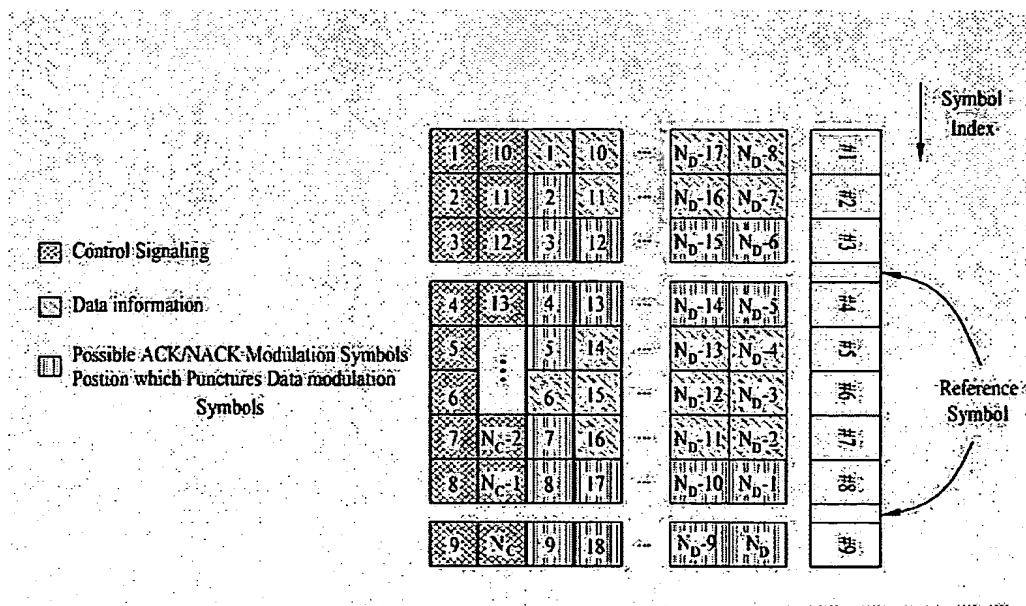 Symbol
Index
1 10 1 10 ... N_D-17 N_D-8 #1
2 11 2 11 ... N_D-16 N_D-7 #2
3 12 3 12 ... N_D-15 N_D-6 #3
Control Signaling
4 13 4 13 ... N_D-14 N_D-5 #4
Data information
5 .... 5 14 ... N_D-13 N_D-4 #5
Possible ACK/NACK Modulation Symbols
Postion which Punctures Data modulation
Symbols
6 6 15 ... N_D-12 N_D-3 #6
Reference
Symbol
7 N_C-2 7 16 ... N_D-11 N_D-2 #7
8 N_C-1 8 17 ... N_D-10 N_D-1 #8
9 N_C 9 18 ... N_D-9 N_D #9